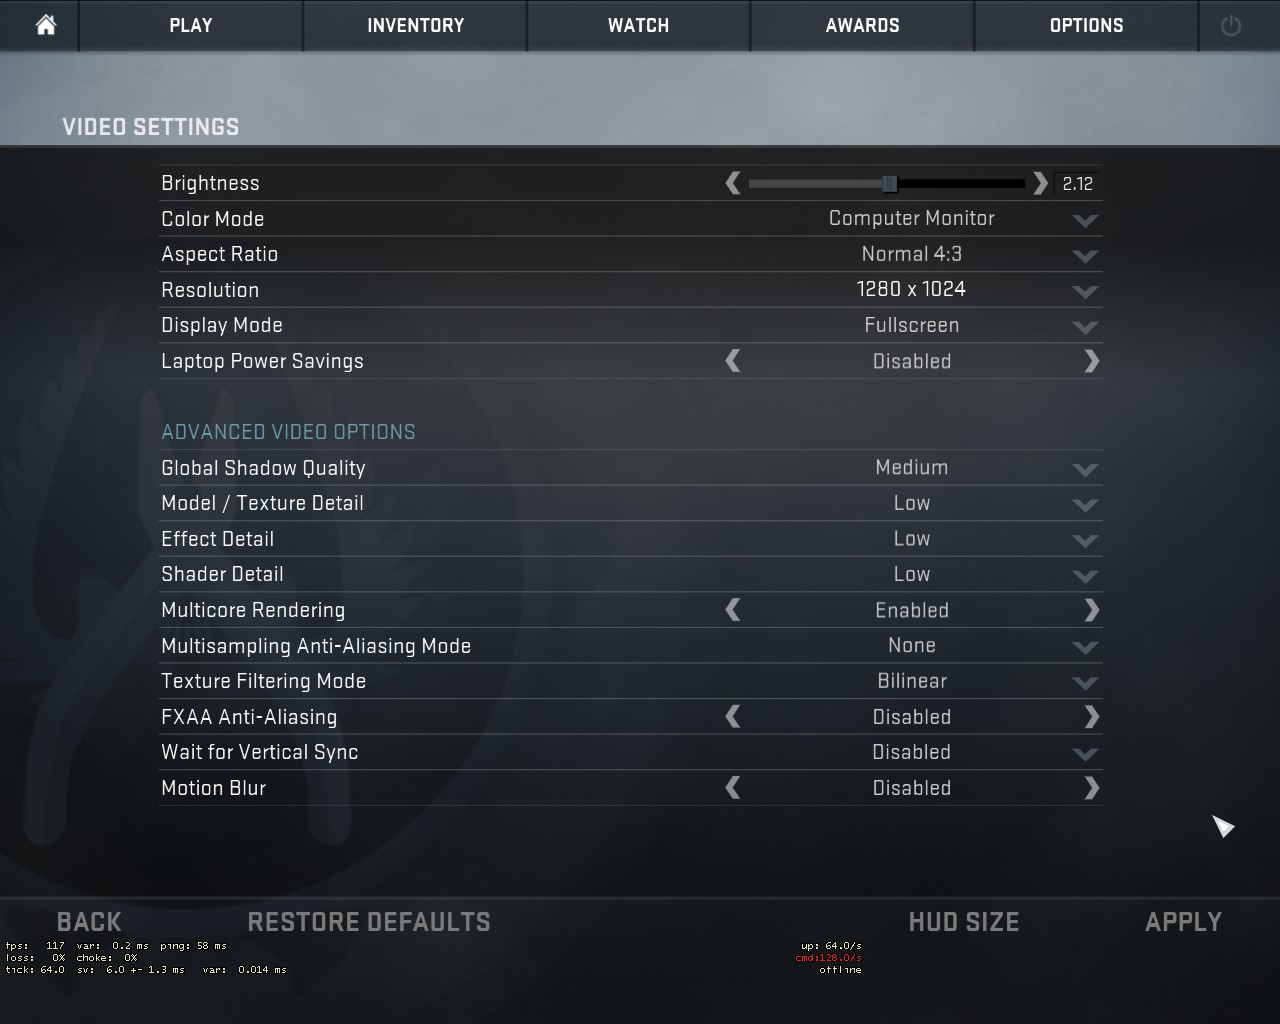 PLAY INVENTORY WATCH AWARDS OPTIONS
VIDEO SETTINGS
Brightness 2.12
Color Mode Computer Monitor
Aspect Ratio Normal 4:3
Resolution 1280 x 1024
Display Mode Fullscreen
Laptop Power Savings Disabled
ADVANCED VIDEO OPTIONS
Global Shadow Quality Medium
Model / Texture Detail Low
Effect Detail Low
Shader Detail Low
Multicore Rendering Enabled
Multisampling Anti-Aliasing Mode None
Texture Filtering Mode Bilinear
FXAA Anti-Aliasing Disabled
Wait for Vertical Sync Disabled
Motion Blur Disabled
BACK RESTORE DEFAULTS HUD SIZE APPLY
fps: 117 var: 0.2 ms ping: 58 ms up: 64.0/s
loss: 0% choke: 0% cmd:128.0/s
tick: 64.0 sv: 6.0 +- 1.3 ms var: 0.014 ms offline